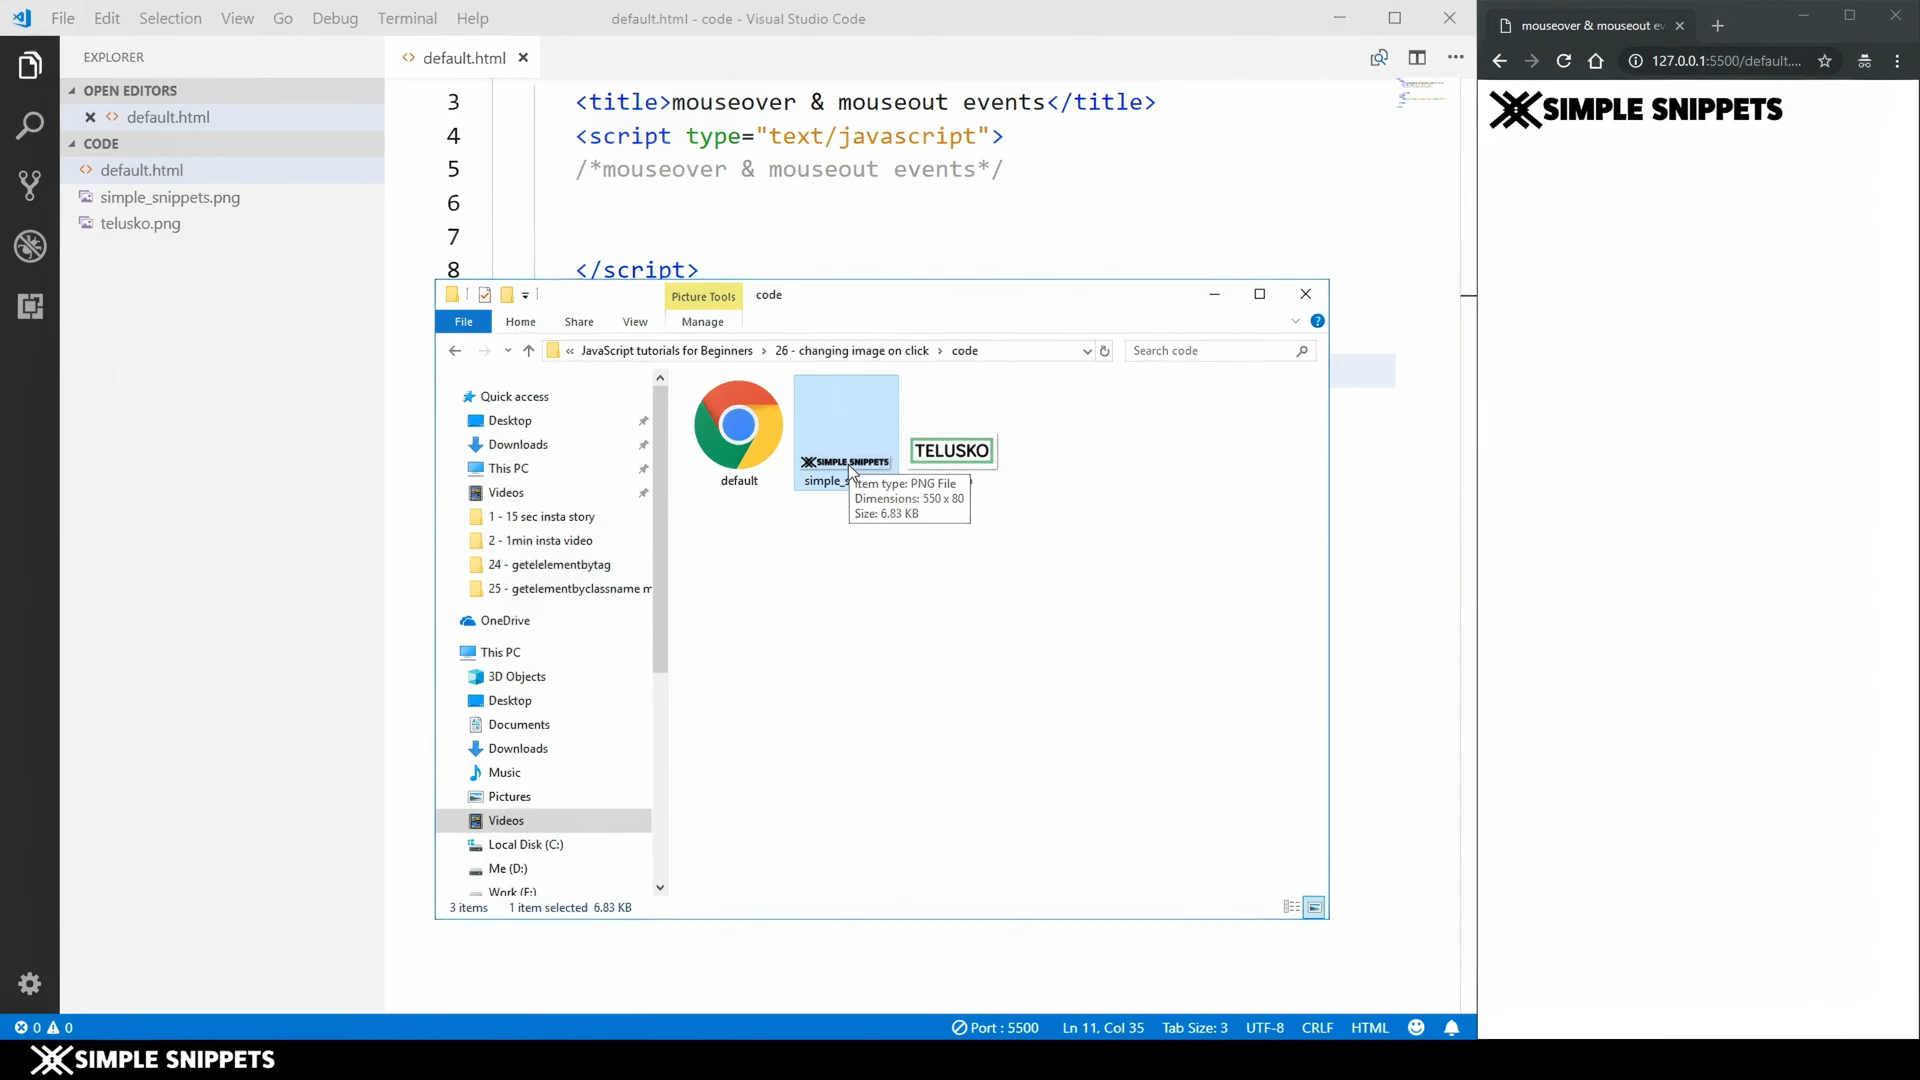 File Edit Selection View Go Debug Terminal Help
default.html - code - Visual Studio Code
EXPLORER
OPEN EDITORS
default.html
CODE
default.html
simple_snippets.png
telusko.png
default.html
3 <title>mouseover & mouseout events</title>
4 <script type="text/javascript">
5 /*mouseover & mouseout events*/
6
7
8 </script>
Picture Tools
code
File Home Share View Manage
« JavaScript tutorials for Beginners › 26 - changing image on click › code
Search code
Quick access
Desktop
Downloads
This PC
Videos
1 - 15 sec insta story
2 - 1min insta video
24 - getelelementbytag
25 - getelementbyclassname m
OneDrive
This PC
3D Objects
Desktop
Documents
Downloads
Music
Pictures
Videos
Local Disk (C:)
Me (D:)
Work (E:)
default
SIMPLE SNIPPETS
simple_s
TELUSKO
Item type: PNG File
Dimensions: 550 x 80
Size: 6.83 KB
3 items 1 item selected 6.83 KB
mouseover & mouseout ev
127.0.0.1:5500/default....
SIMPLE SNIPPETS
0 0
Port : 5500 Ln 11, Col 35 Tab Size: 3 UTF-8 CRLF HTML
SIMPLE SNIPPETS